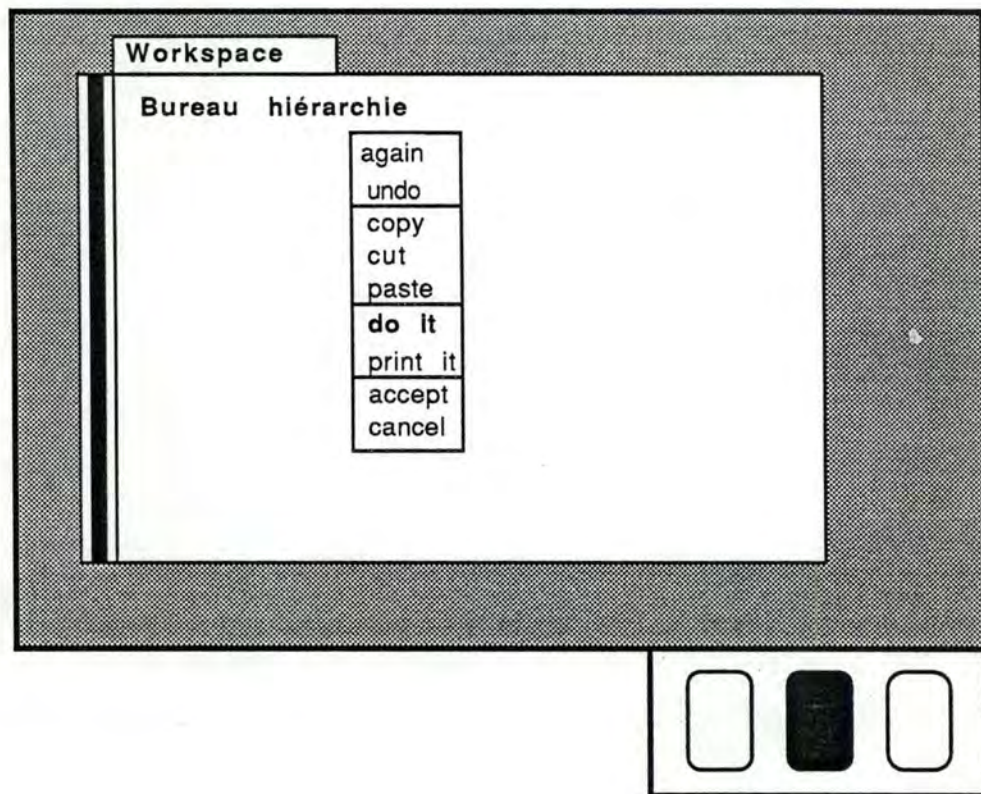 Workspace
Bureau hiérarchie
again
undo
copy
cut
paste
do it
print it
accept
cancel